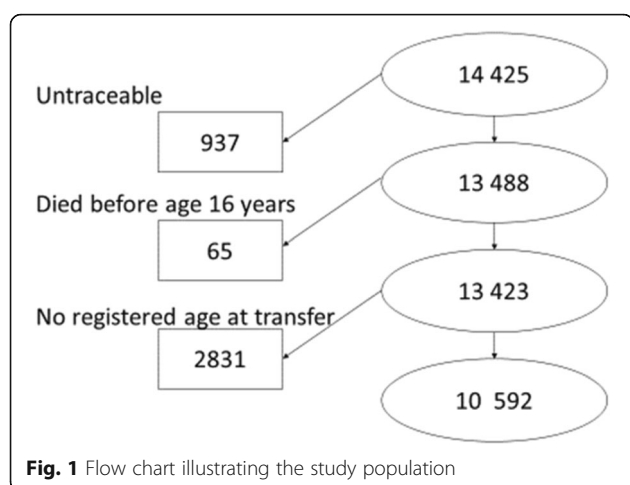 14 425
Untraceable
937
13 488
Died before age 16 years
65
13 423
No registered age at transfer
2831
10 592
Fig. 1 Flow chart illustrating the study population